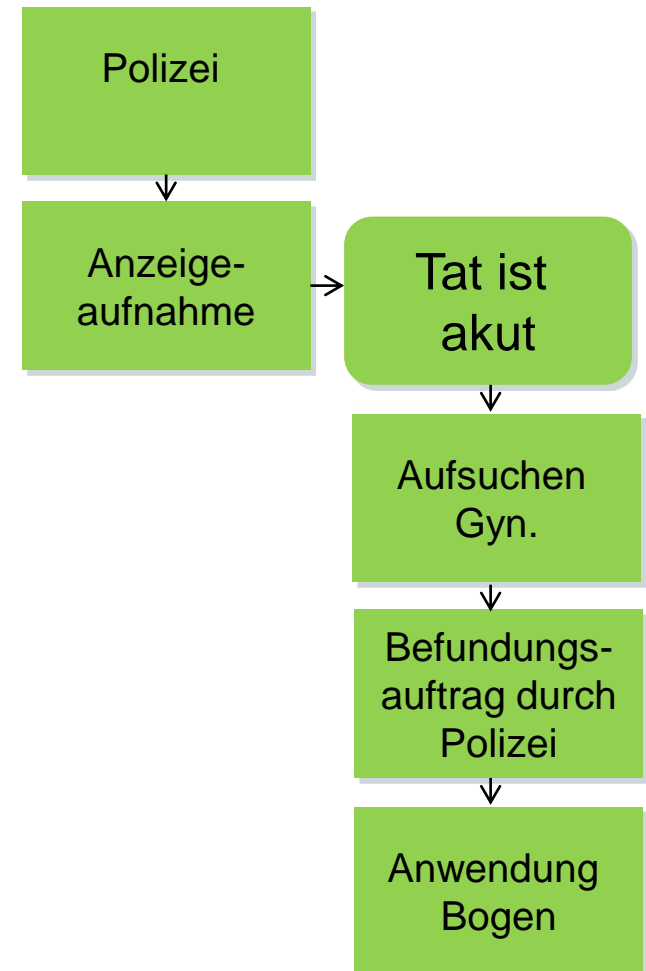 Polizei
Anzeige-
aufnahme
Tat ist
akut
Aufsuchen
Gyn.
Befundungs-
auftrag durch
Polizei
Anwendung
Bogen